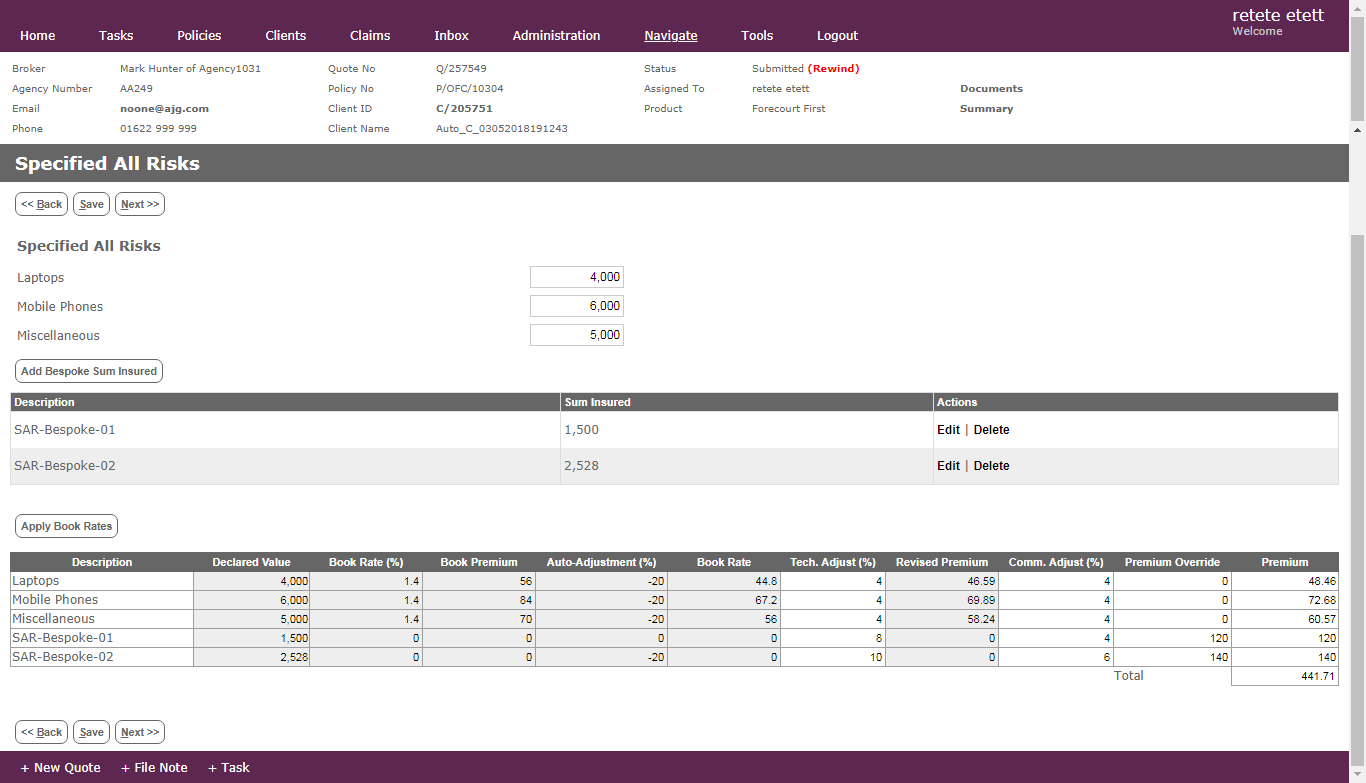 retete etett
Welcome
Home Tasks Policies Clients Claims Inbox Administration Navigate Tools Logout
Broker Mark Hunter of Agency1031 Quote No Q/257549 Status Submitted (Rewind)
Agency Number AA249 Policy No P/OFC/10304 Assigned To retete etett Documents
Email noone@ajg.com Client ID C/205751 Product Forecourt First Summary
Phone 01622 999 999 Client Name Auto_C_03052018191243
Specified All Risks
<< Back Save Next >>
Specified All Risks
Laptops 4,000
Mobile Phones 6,000
Miscellaneous 5,000
Add Bespoke Sum Insured
Description Sum Insured Actions
SAR-Bespoke-01 1,500 Edit | Delete
SAR-Bespoke-02 2,528 Edit | Delete
Apply Book Rates
Description Declared Value Book Rate (%) Book Premium Auto-Adjustment (%) Book Rate Tech. Adjust (%) Revised Premium Comm. Adjust (%) Premium Override Premium
Laptops 4,000 1.4 56 -20 44.8 4 46.59 4 0 48.46
Mobile Phones 6,000 1.4 84 -20 67.2 4 69.89 4 0 72.68
Miscellaneous 5,000 1.4 70 -20 56 4 58.24 4 0 60.57
SAR-Bespoke-01 1,500 0 0 0 0 8 0 4 120 120
SAR-Bespoke-02 2,528 0 0 -20 0 10 0 6 140 140
Total 441.71
<< Back Save Next >>
+ New Quote + File Note + Task